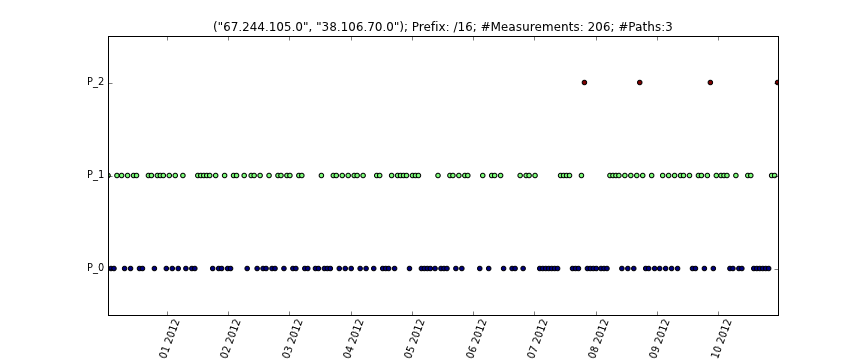 ("67.244.105.0", "38.106.70.0"); Prefix: /16; #Measurements: 206; #Paths:3
P_2
P_1
P_0
01 2012
02 2012
03 2012
04 2012
05 2012
06 2012
07 2012
08 2012
09 2012
10 2012